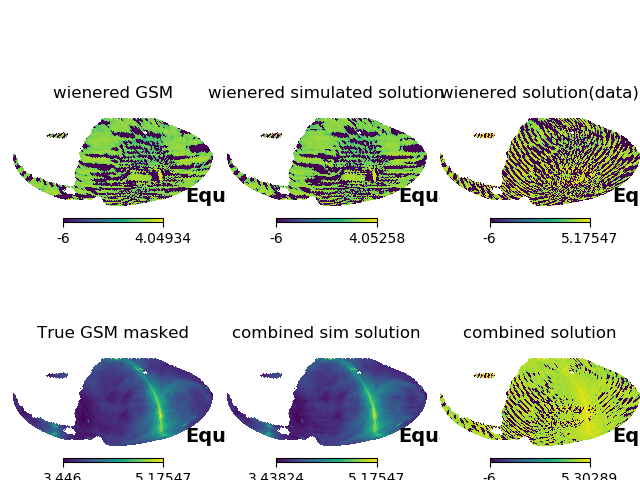 wienered GSM
wienered simulated solution
wienered solution(data)
Equ
Equ
Eq
-6 4.04934
-6 4.05258
-6 5.17547
True GSM masked
combined sim solution
combined solution
Equ
Equ
Eq
3.446 5.17547
3.43824 5.17547
-6 5.30289